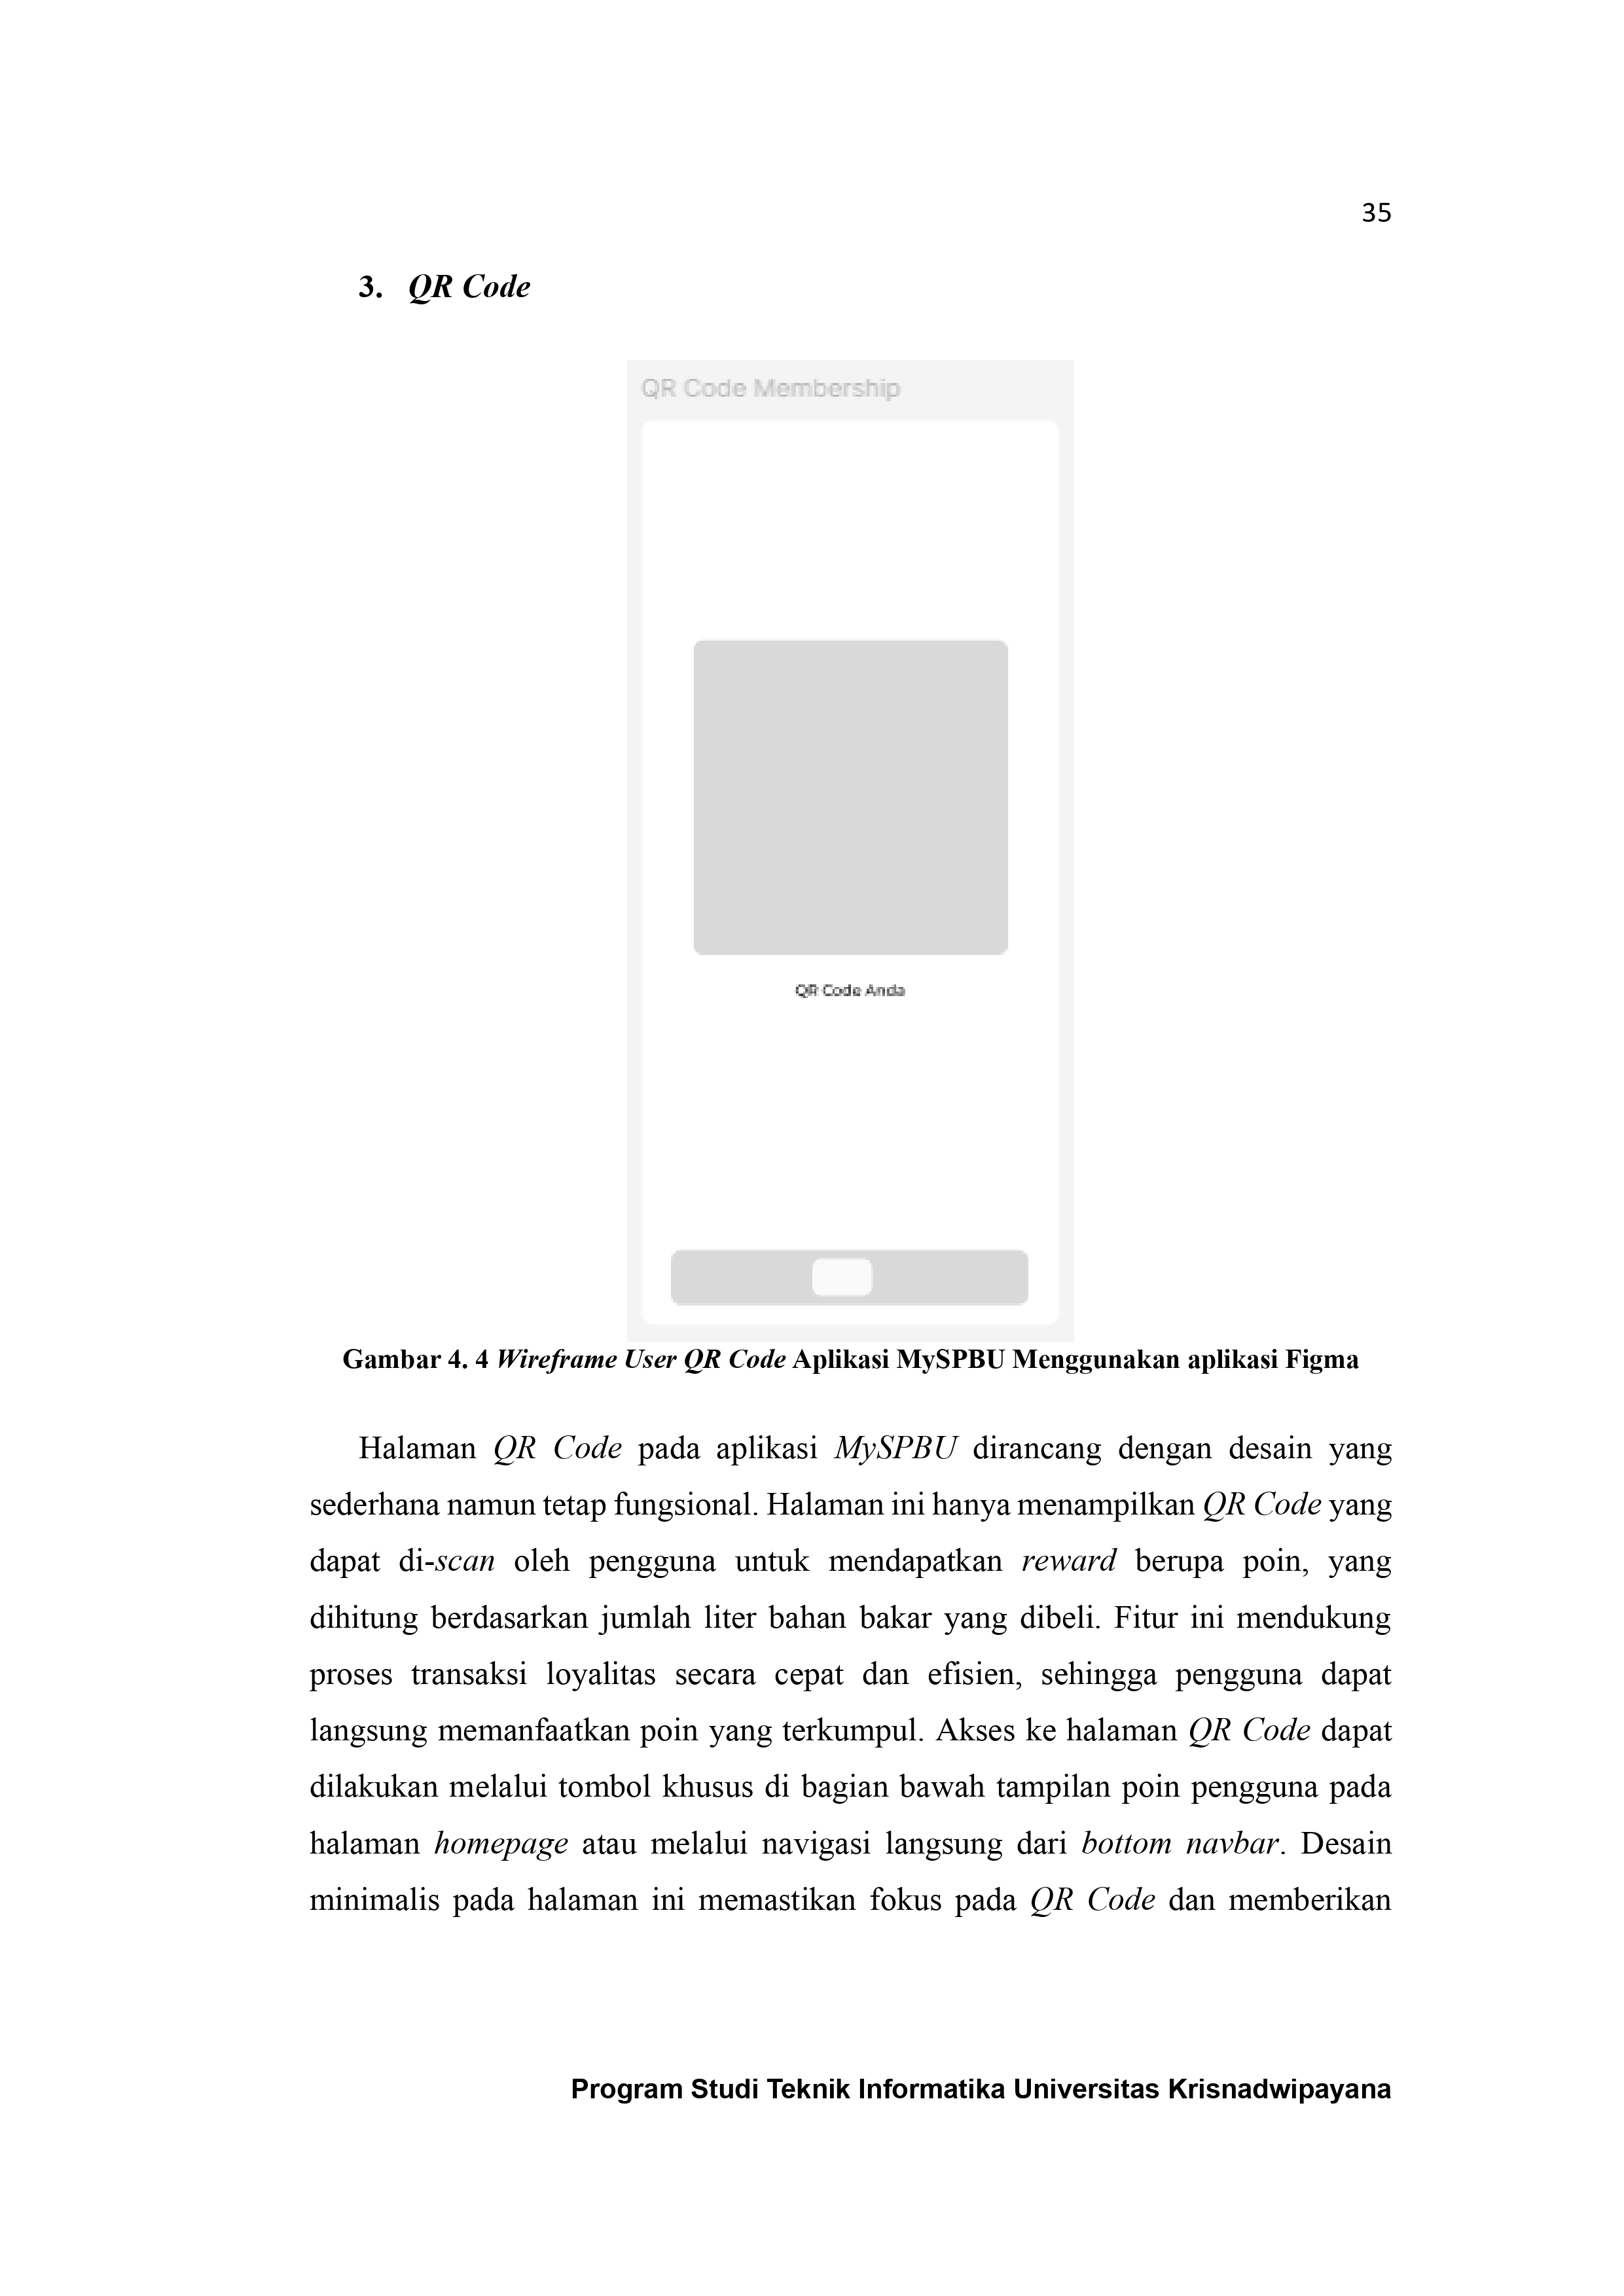 35
3. QR Code
QR Code Membership
QR Code Anda
Gambar 4. 4 Wireframe User QR Code Aplikasi MySPBU Menggunakan aplikasi Figma
Halaman QR Code pada aplikasi MySPBU dirancang dengan desain yang
sederhana namun tetap fungsional. Halaman ini hanya menampilkan QR Code yang
dapat di-scan oleh pengguna untuk mendapatkan reward berupa poin, yang
dihitung berdasarkan jumlah liter bahan bakar yang dibeli. Fitur ini mendukung
proses transaksi loyalitas secara cepat dan efisien, sehingga pengguna dapat
langsung memanfaatkan poin yang terkumpul. Akses ke halaman QR Code dapat
dilakukan melalui tombol khusus di bagian bawah tampilan poin pengguna pada
halaman homepage atau melalui navigasi langsung dari bottom navbar. Desain
minimalis pada halaman ini memastikan fokus pada QR Code dan memberikan
Program Studi Teknik Informatika Universitas Krisnadwipayana